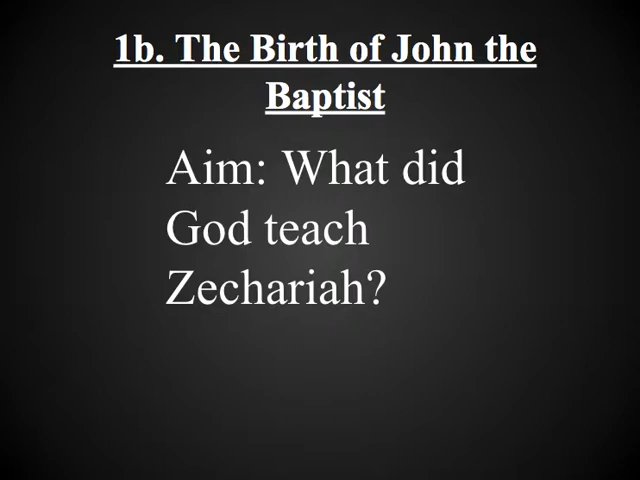 1b. The Birth of John the
Baptist
Aim: What did
God teach
Zechariah?